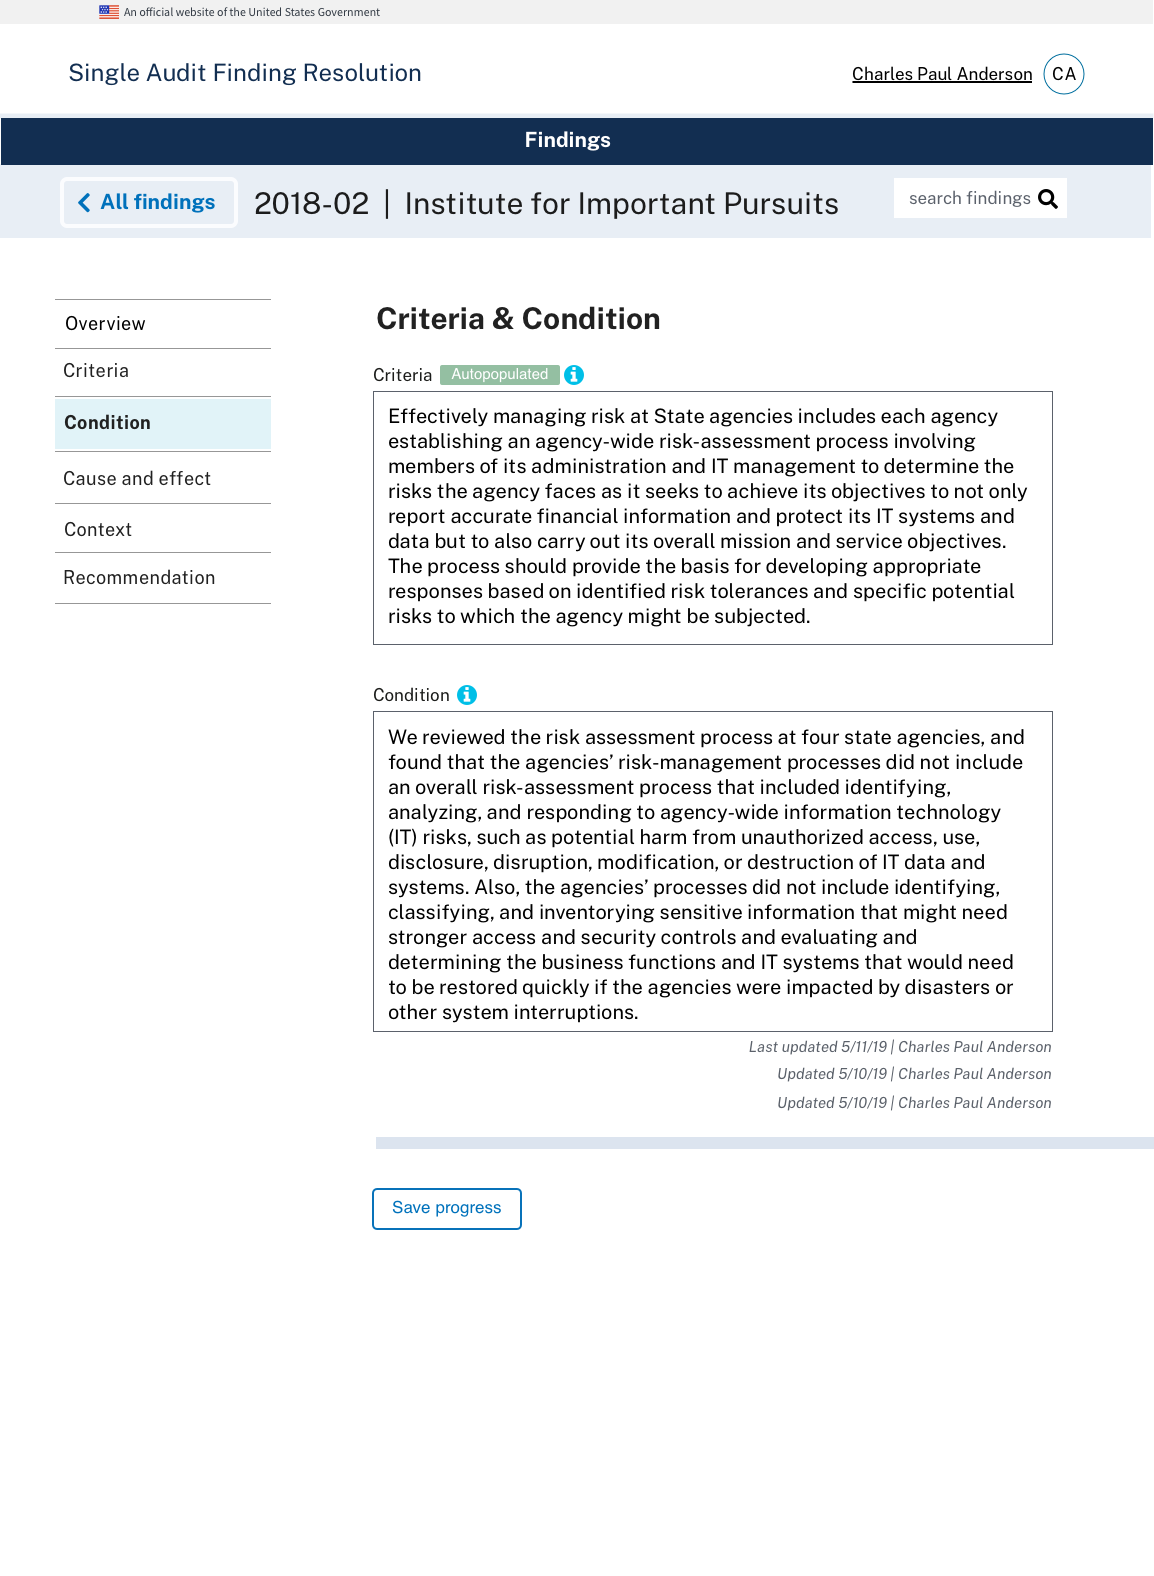 An official website of the United States Government
Single Audit Finding Resolution
Charles Paul Anderson
CA
Findings
All findings
2018-02 | Institute for Important Pursuits
search findings
Overview
Criteria
Condition
Cause and effect
Context
Recommendation
Criteria & Condition
Criteria
Autopopulated
Effectively managing risk at State agencies includes each agency
establishing an agency-wide risk-assessment process involving
members of its administration and IT management to determine the
risks the agency faces as it seeks to achieve its objectives to not only
report accurate financial information and protect its IT systems and
data but to also carry out its overall mission and service objectives.
The process should provide the basis for developing appropriate
responses based on identified risk tolerances and specific potential
risks to which the agency might be subjected.
Condition
We reviewed the risk assessment process at four state agencies, and
found that the agencies’ risk-management processes did not include
an overall risk-assessment process that included identifying,
analyzing, and responding to agency-wide information technology
(IT) risks, such as potential harm from unauthorized access, use,
disclosure, disruption, modification, or destruction of IT data and
systems. Also, the agencies’ processes did not include identifying,
classifying, and inventorying sensitive information that might need
stronger access and security controls and evaluating and
determining the business functions and IT systems that would need
to be restored quickly if the agencies were impacted by disasters or
other system interruptions.
Last updated 5/11/19 | Charles Paul Anderson
Updated 5/10/19 | Charles Paul Anderson
Updated 5/10/19 | Charles Paul Anderson
Save progress